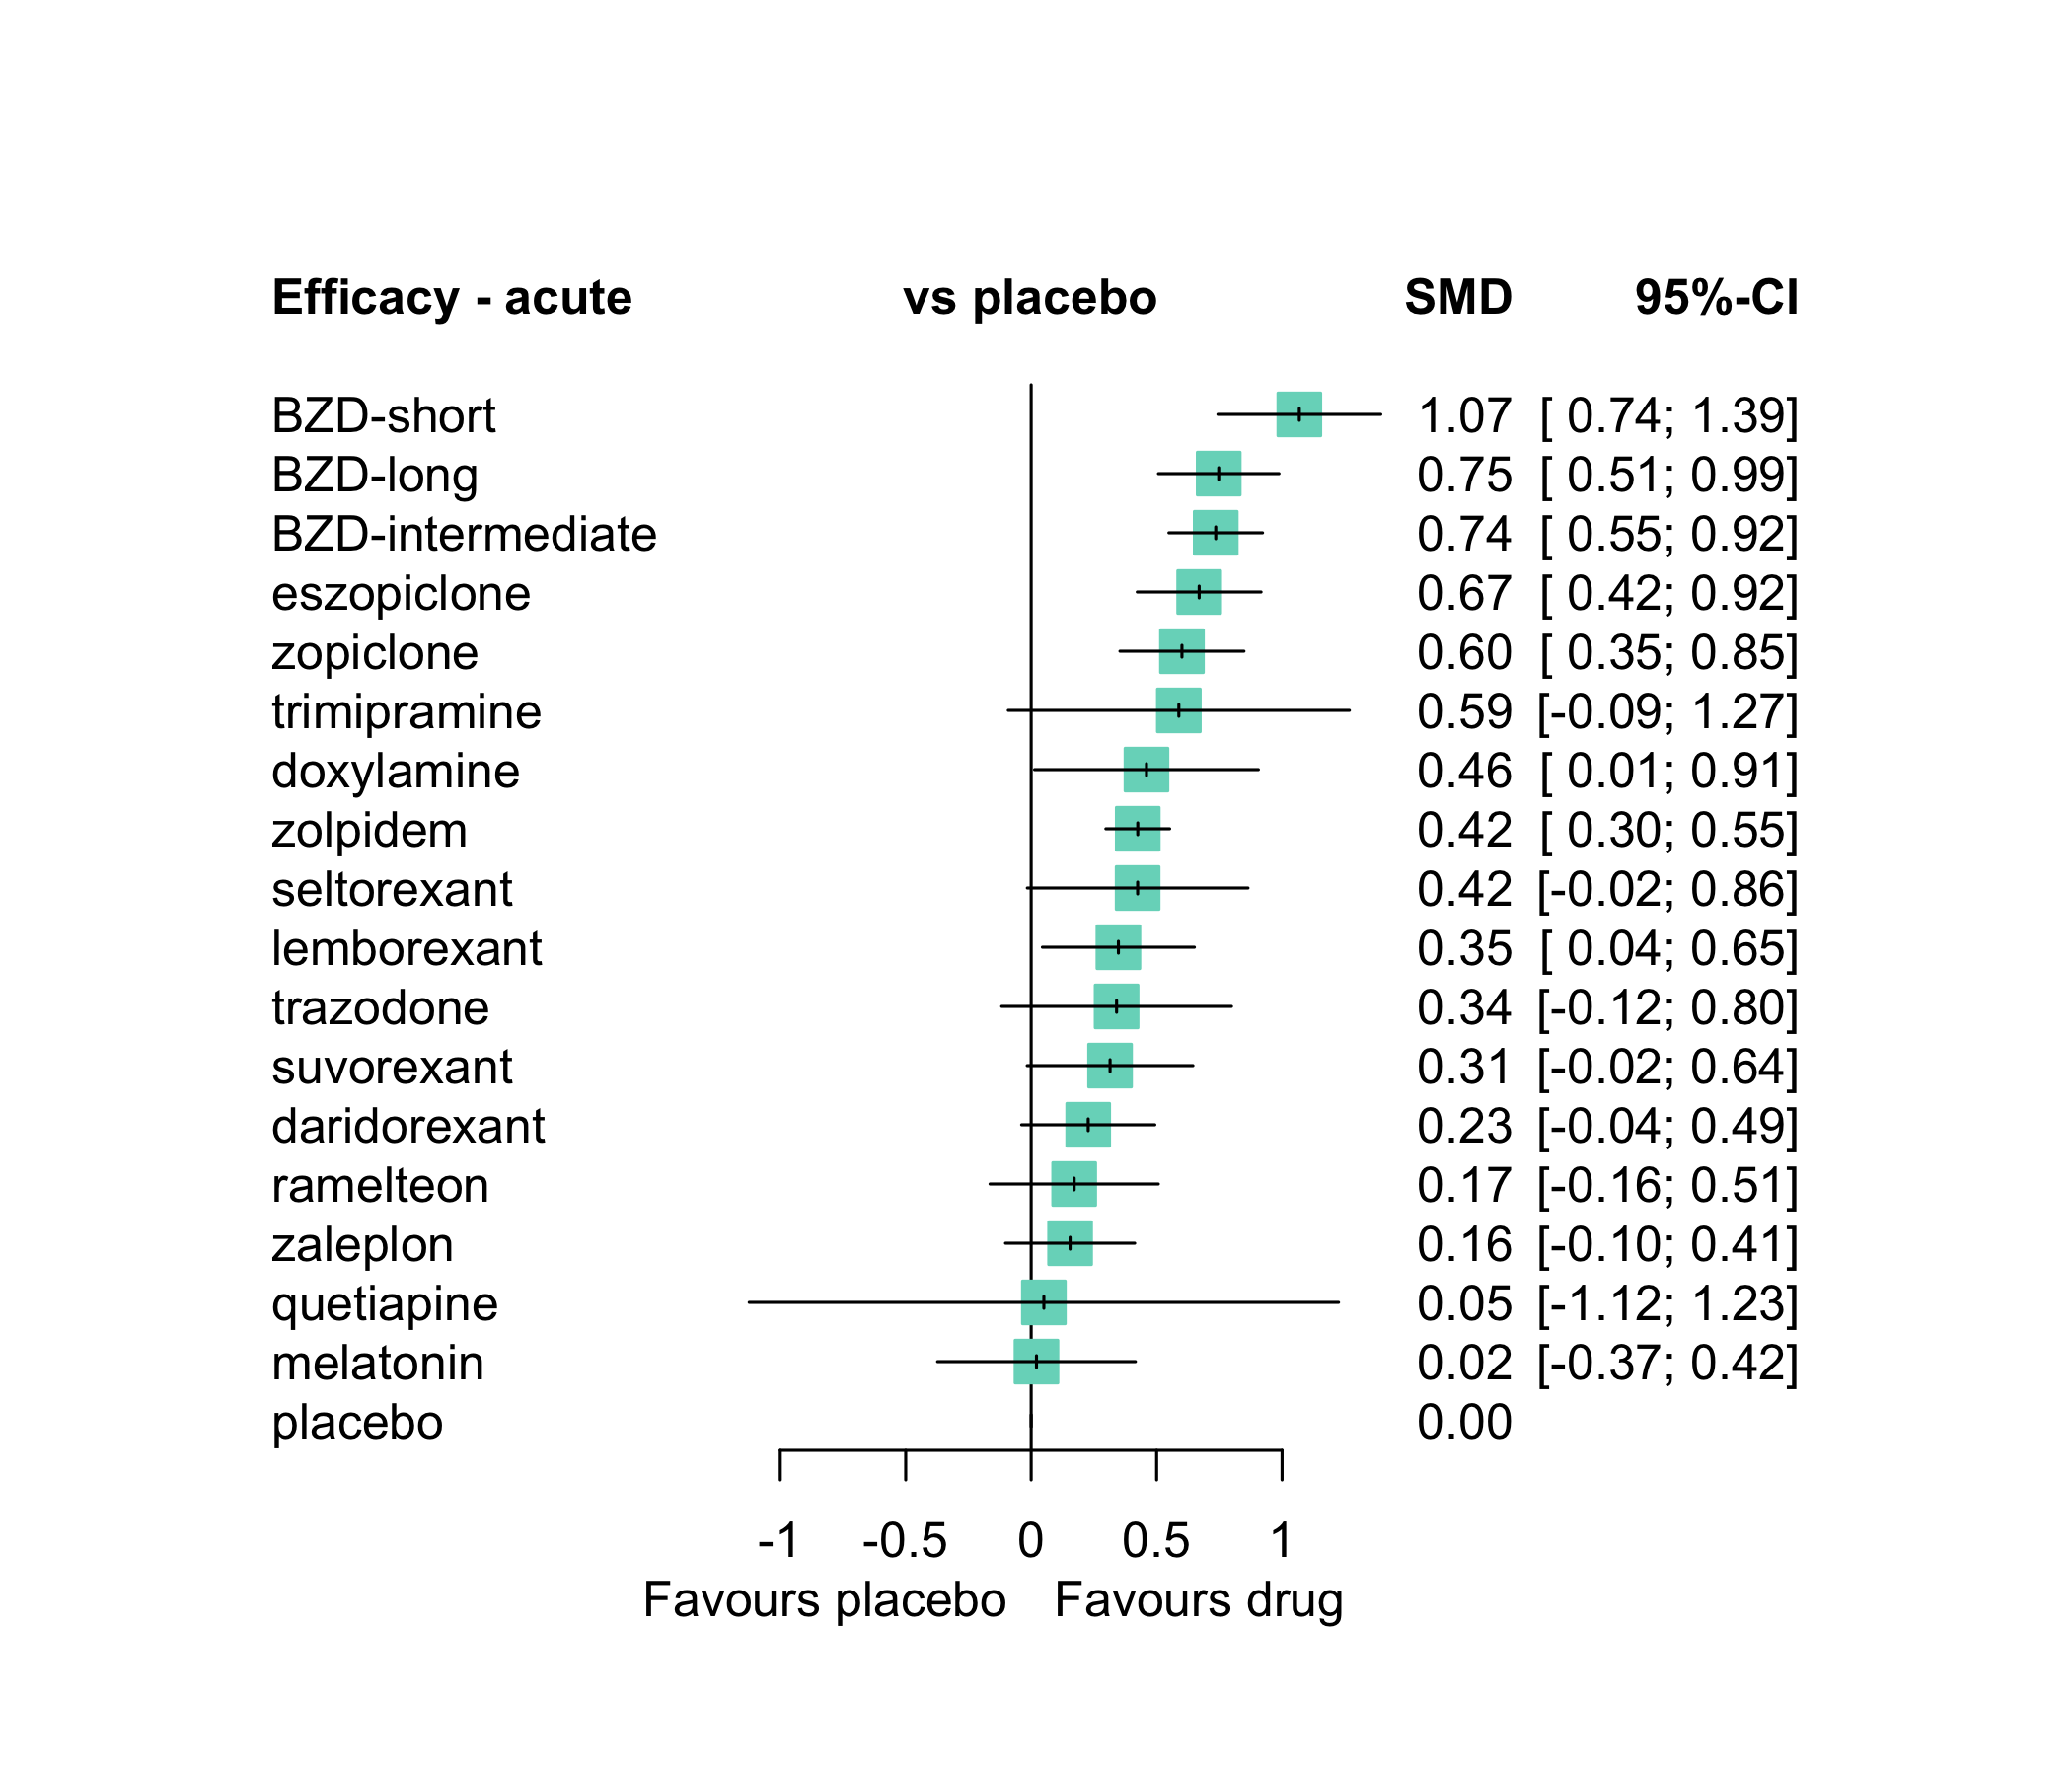 Efficacy - acute vs placebo SMD 95%-CI
BZD-short 1.07 [ 0.74; 1.39]
BZD-long 0.75 [ 0.51; 0.99]
BZD-intermediate 0.74 [ 0.55; 0.92]
eszopiclone 0.67 [ 0.42; 0.92]
zopiclone 0.60 [ 0.35; 0.85]
trimipramine 0.59 [-0.09; 1.27]
doxylamine 0.46 [ 0.01; 0.91]
zolpidem 0.42 [ 0.30; 0.55]
seltorexant 0.42 [-0.02; 0.86]
lemborexant 0.35 [ 0.04; 0.65]
trazodone 0.34 [-0.12; 0.80]
suvorexant 0.31 [-0.02; 0.64]
daridorexant 0.23 [-0.04; 0.49]
ramelteon 0.17 [-0.16; 0.51]
zaleplon 0.16 [-0.10; 0.41]
quetiapine 0.05 [-1.12; 1.23]
melatonin 0.02 [-0.37; 0.42]
placebo 0.00
-1 -0.5 0 0.5 1
Favours placebo Favours drug